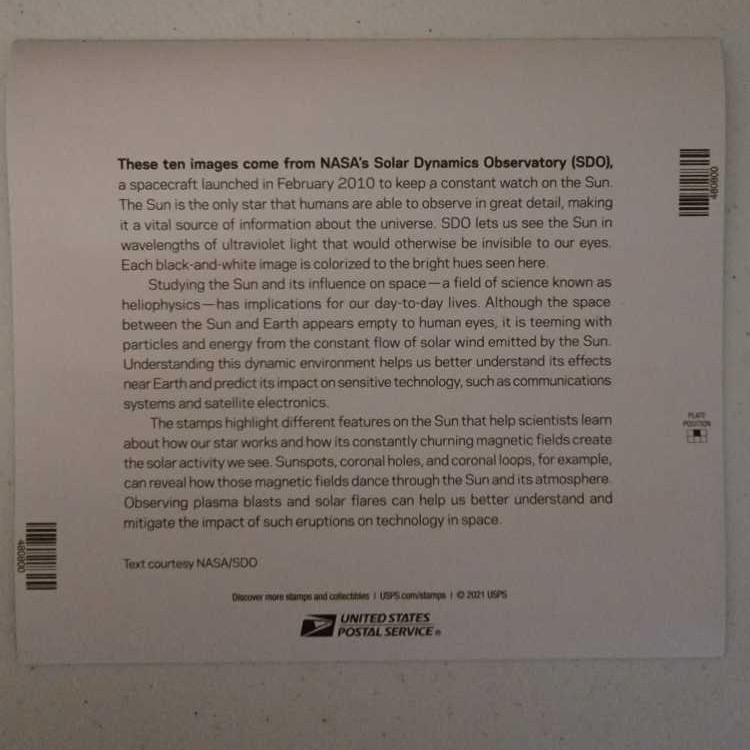 These ten images come from NASA's Solar Dynamics Observatory (SDO),
a spacecraft launched in February 2010 to keep a constant watch on the Sun.
The Sun is the only star that humans are able to observe in great detail, making
it a vital source of information about the universe. SDO lets us see the Sun in
wavelengths of ultraviolet light that would otherwise be invisible to our eyes.
Each black-and-white image is colorized to the bright hues seen here.
Studying the Sun and its influence on space—a field of science known as
heliophysics—has implications for our day-to-day lives. Although the space
between the Sun and Earth appears empty to human eyes, it is teeming with
particles and energy from the constant flow of solar wind emitted by the Sun.
Understanding this dynamic environment helps us better understand its effects
near Earth and predict its impact on sensitive technology, such as communications
systems and satellite electronics.
The stamps highlight different features on the Sun that help scientists learn
about how our star works and how its constantly churning magnetic fields create
the solar activity we see. Sunspots, coronal holes, and coronal loops, for example,
can reveal how those magnetic fields dance through the Sun and its atmosphere.
Observing plasma blasts and solar flares can help us better understand and
mitigate the impact of such eruptions on technology in space.
Text courtesy NASA/SDO
Discover more stamps and collectibles | USPS.com/stamps | © 2021 USPS
UNITED STATES
POSTAL SERVICE®
480800
PLATE
POSITION
480800